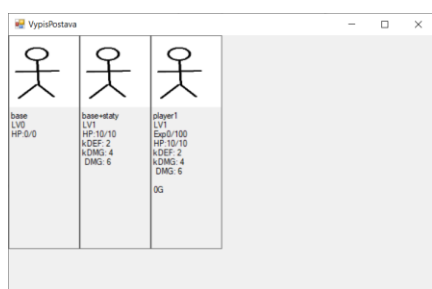 VypisPostava
base
LV0
HP:0/0
base+staty
LV1
HP:10/10
kDEF: 2
kDMG: 4
DMG: 6
player1
LV1
Exp0/100
HP:10/10
kDEF: 2
kDMG: 4
DMG: 6
0G